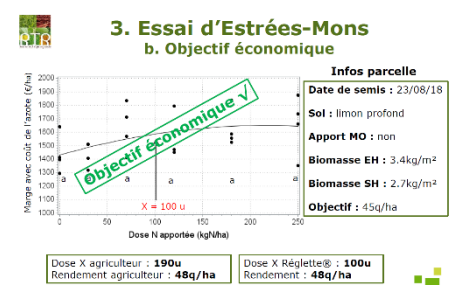 3. Essai d'Estrées-Mons
b. Objectif économique
Infos parcelle
Date de semis : 23/08/18
Sol : limon profond
Apport MO : non
Biomasse EH : 3.4kg/m²
Biomasse SH : 2.7kg/m²
Objectif : 45q/ha
Marge avec coût de l'azote (€/ha)
2000
1900
1800
1700
1600
1500
1400
1300
1200
1100
1000
Objectif économique √
a
a
a
a
a
a
X = 100 u
0
50
100
150
200
250
Dose N apportée (kgN/ha)
Dose X agriculteur : 190u
Rendement agriculteur : 48q/ha
Dose X Réglette® : 100u
Rendement : 48q/ha